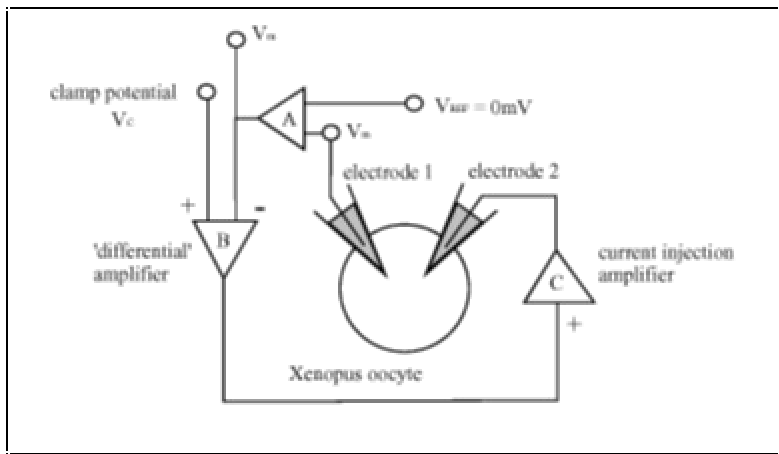 Vm
clamp potential
Vc
A
VREF = 0mV
Vm
electrode 1
electrode 2
+
-
B
'differential'
amplifier
current injection
amplifier
C
+
Xenopus oocyte